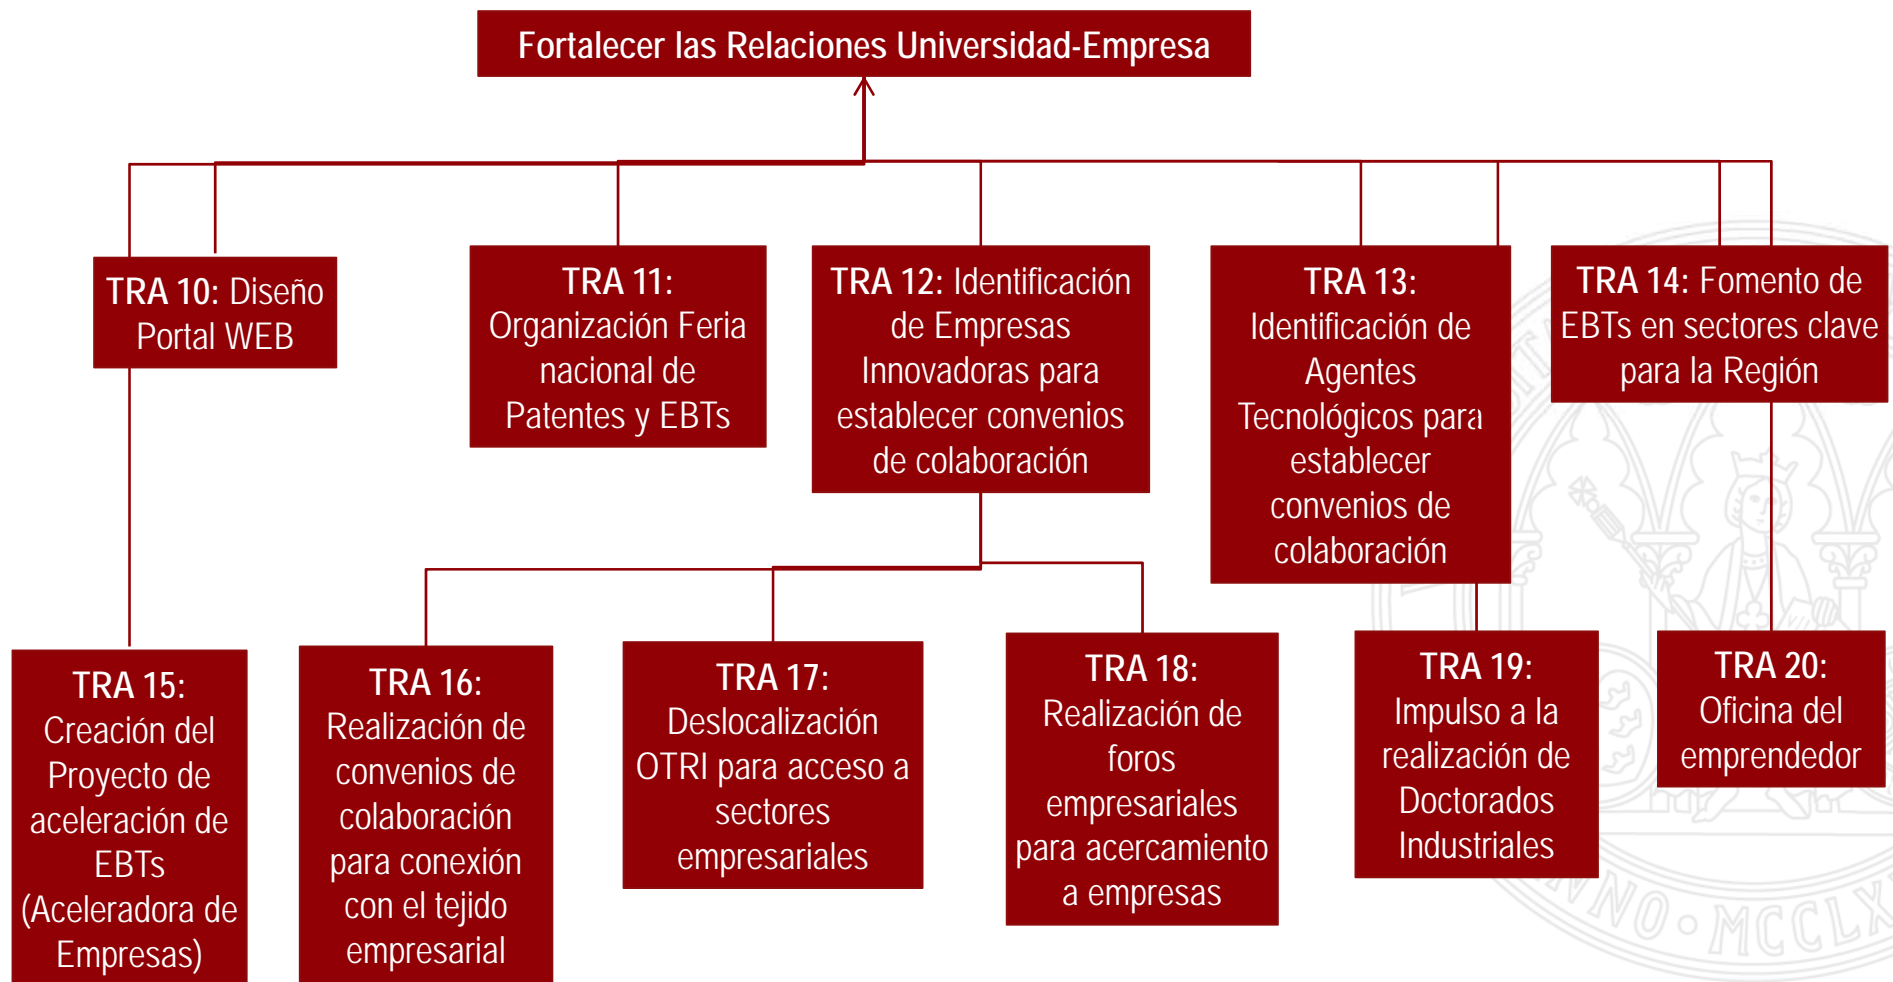 Fortalecer las Relaciones Universidad-Empresa
TRA 10: Diseño
Portal WEB
TRA 11:
Organización Feria
nacional de
Patentes y EBTs
TRA 12: Identificación
de Empresas
Innovadoras para
establecer convenios
de colaboración
TRA 13:
Identificación de
Agentes
Tecnológicos para
establecer
convenios de
colaboración
TRA 14: Fomento de
EBTs en sectores clave
para la Región
TRA 15:
Creación del
Proyecto de
aceleración de
EBTs
(Aceleradora de
Empresas)
TRA 16:
Realización de
convenios de
colaboración
para conexión
con el tejido
empresarial
TRA 17:
Deslocalización
OTRI para acceso a
sectores
empresariales
TRA 18:
Realización de
foros
empresariales
para acercamiento
a empresas
TRA 19:
Impulso a la
realización de
Doctorados
Industriales
TRA 20:
Oficina del
emprendedor